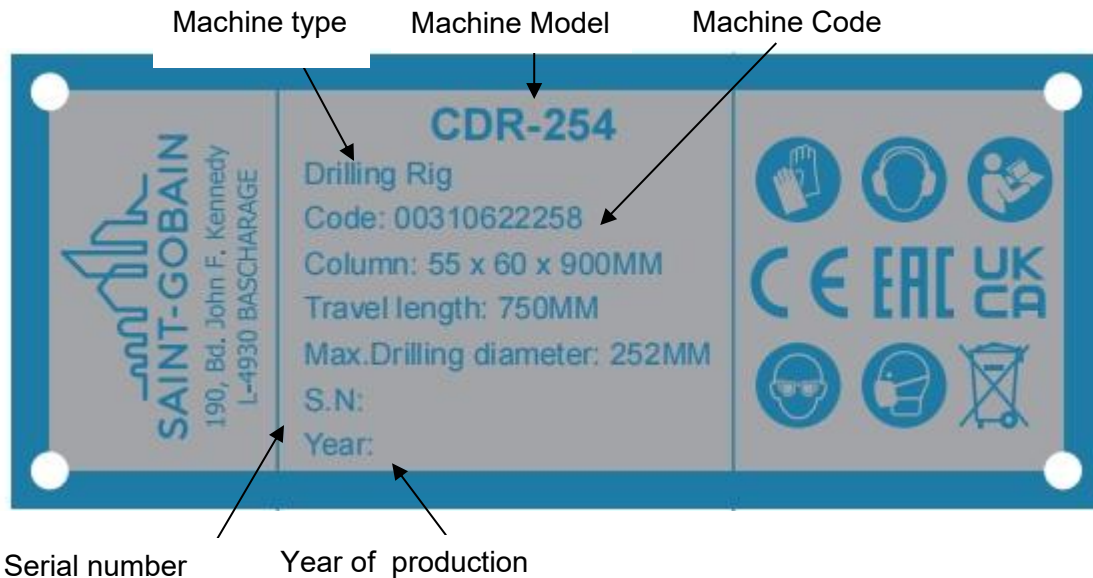 Machine type
Machine Model
Machine Code
SAINT-GOBAIN
190, Bd. John F. Kennedy
L-4930 BASCHARAGE
CDR-254
Drilling Rig
Code: 00310622258
Column: 55 x 60 x 900MM
Travel length: 750MM
Max.Drilling diameter: 252MM
S.N:
Year:
CE EAC UK
CA
Serial number
Year of production